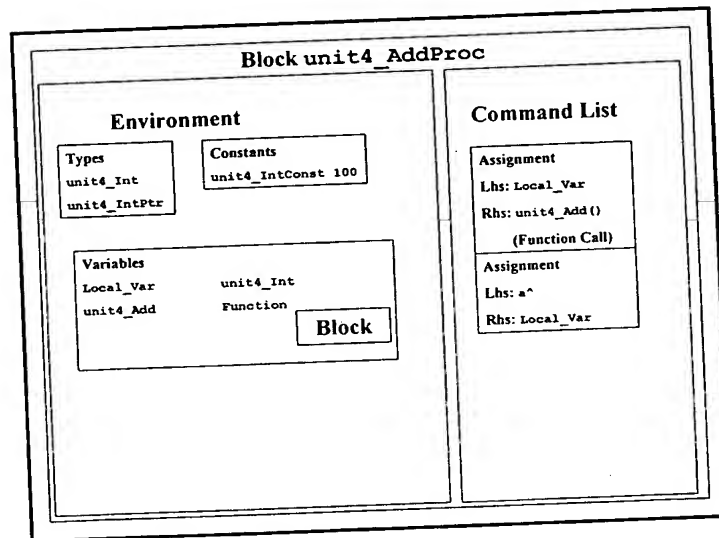 Block unit4_AddProc
Environment
Types
unit4_Int
unit4_IntPtr
Constants
unit4_IntConst 100
Variables
Local_Var unit4_Int
unit4_Add Function
Block
Command List
Assignment
Lhs: Local_Var
Rhs: unit4_Add()
(Function Call)
Assignment
Lhs: a^
Rhs: Local_Var